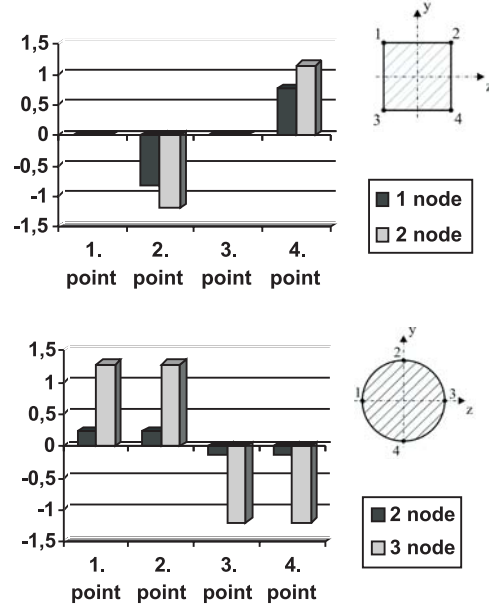 1,5
1
0,5
0
-0,5
-1
-1,5
1. 2. 3. 4.
point point point point
y
1 2
z
3 4
1 node
2 node
1,5
1
0,5
0
-0,5
-1
-1,5
1. 2. 3. 4.
point point point point
y
2
1 3
z
4
2 node
3 node